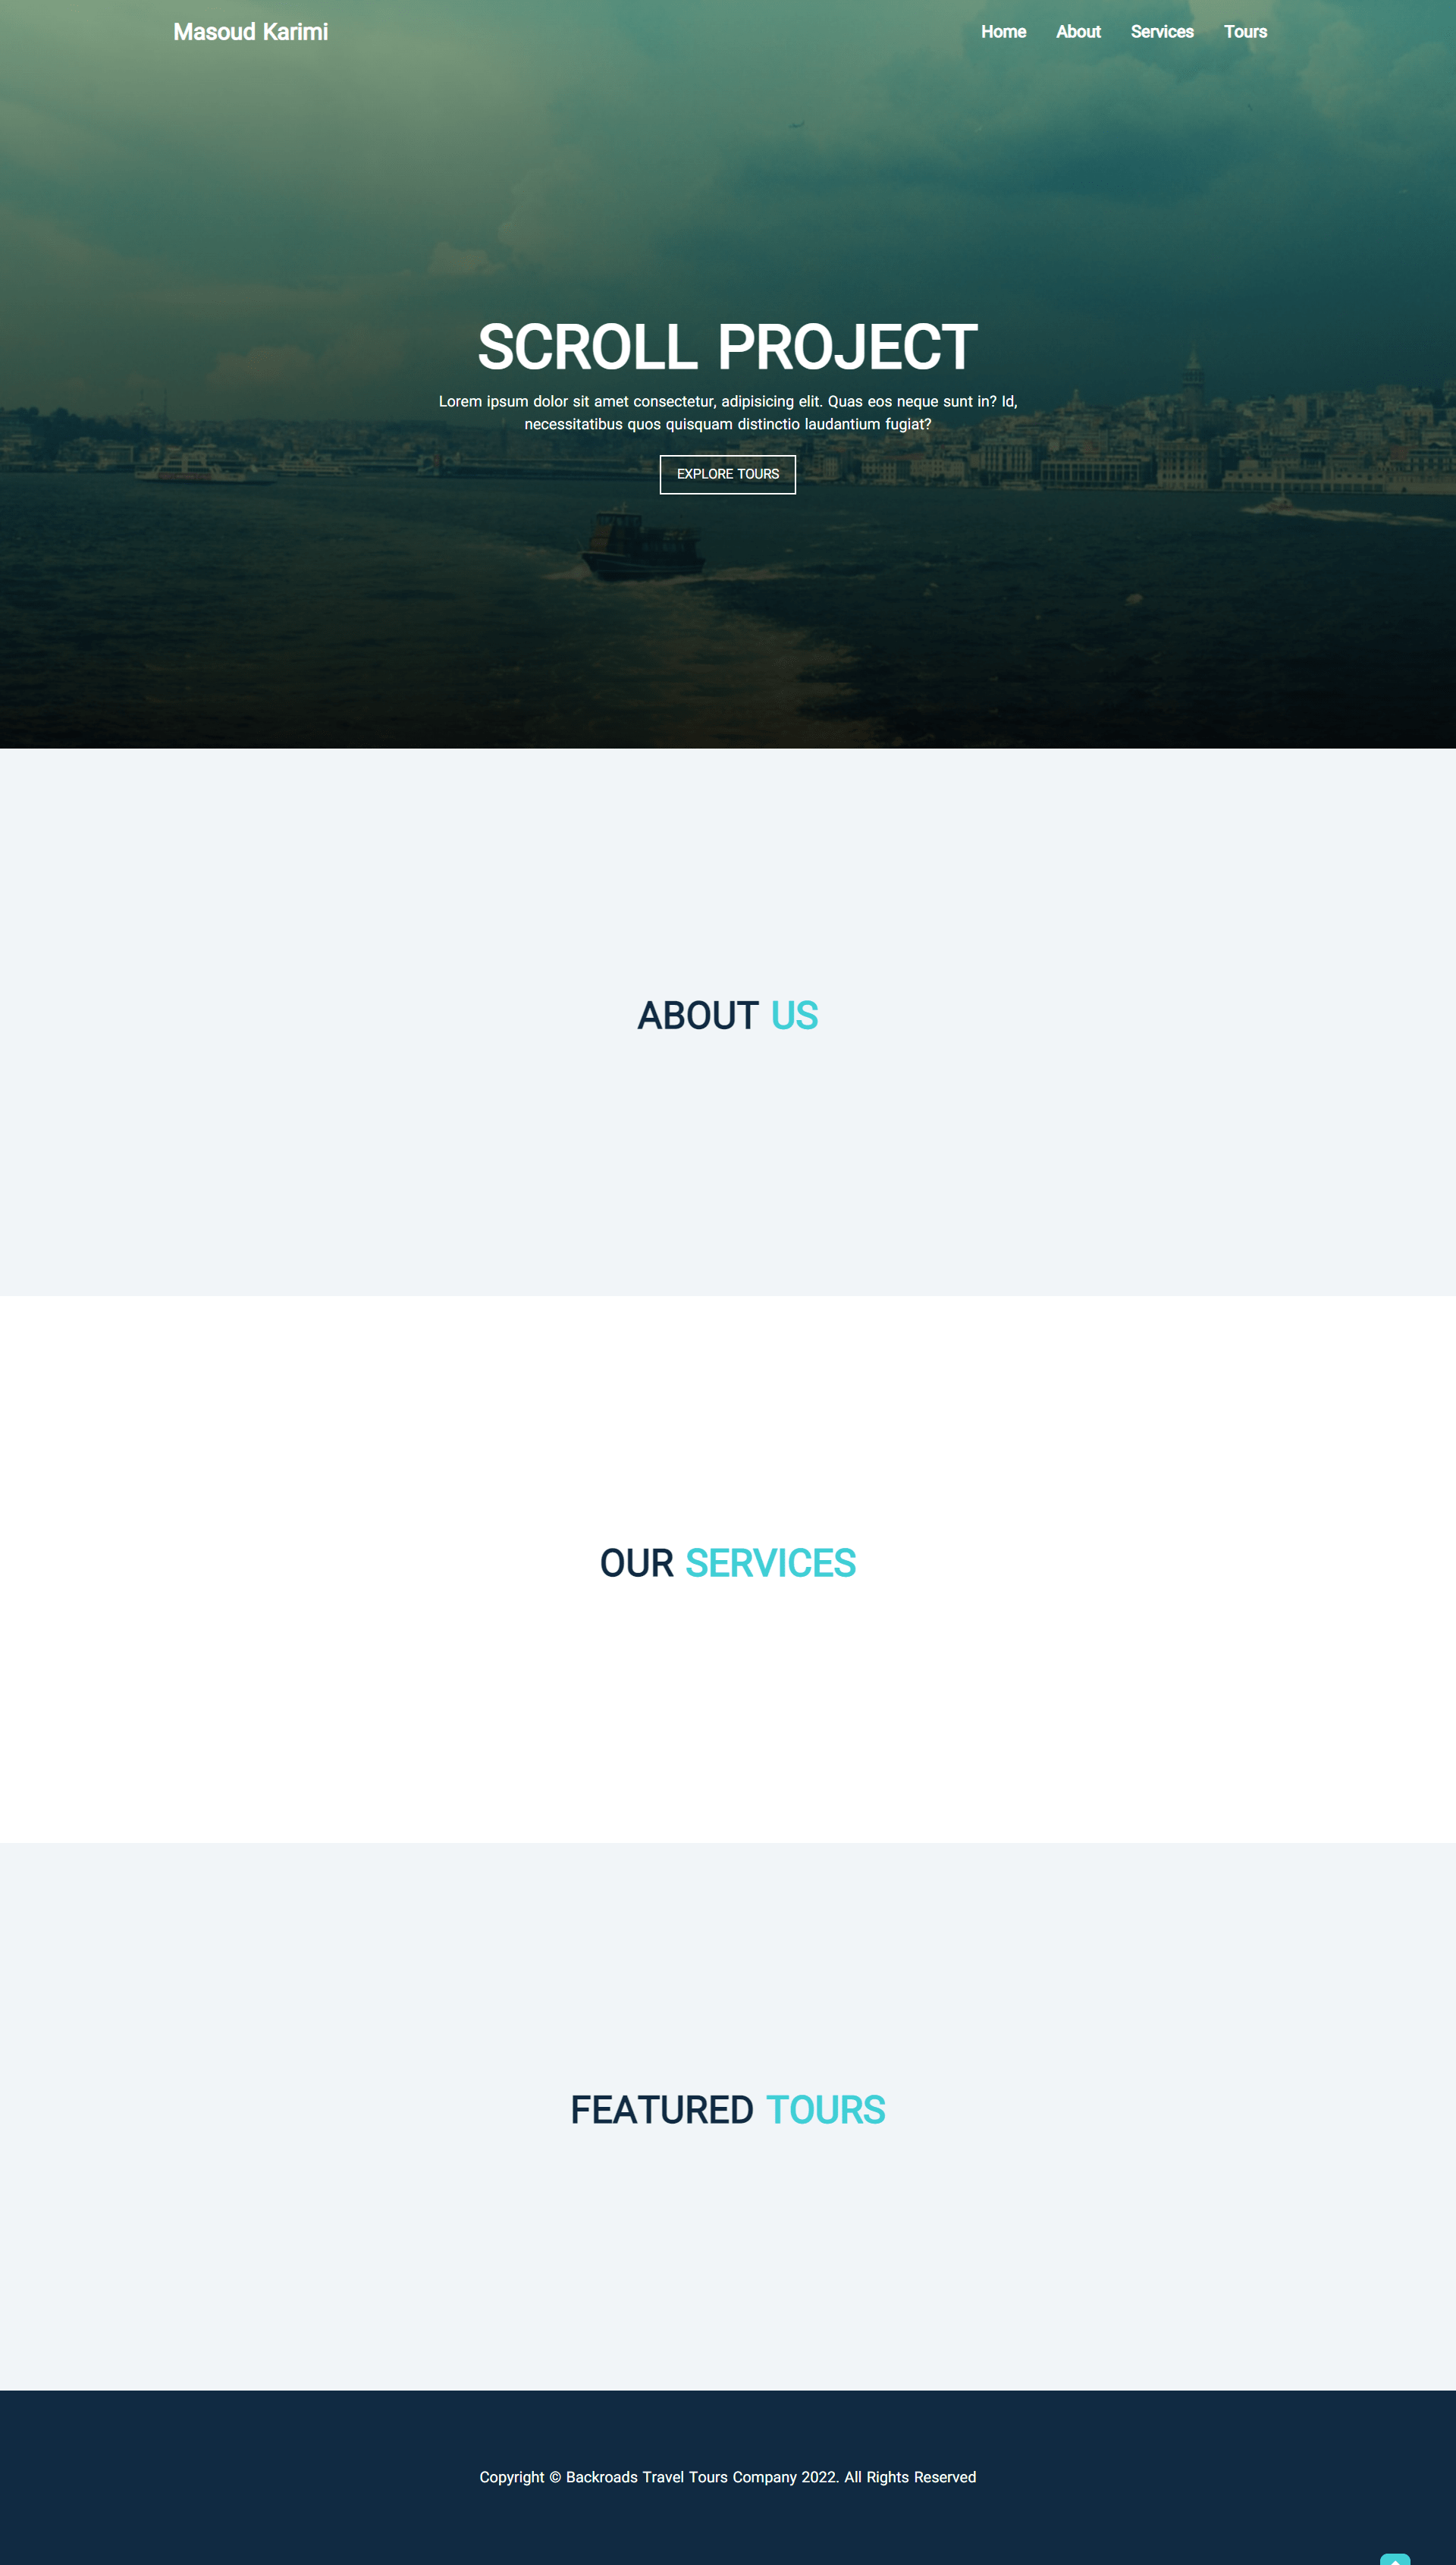 Masoud Karimi
Home About Services Tours
SCROLL PROJECT
Lorem ipsum dolor sit amet consectetur, adipisicing elit. Quas eos neque sunt in? Id,
necessitatibus quos quisquam distinctio laudantium fugiat?
EXPLORE TOURS
ABOUT US
OUR SERVICES
FEATURED TOURS
Copyright © Backroads Travel Tours Company 2022. All Rights Reserved